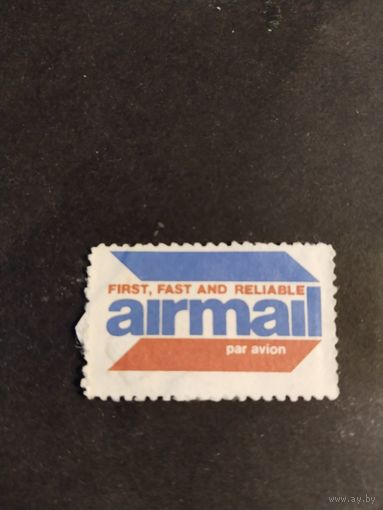 FIRST, FAST AND RELIABLE
airmail
par avion
www.ay.by